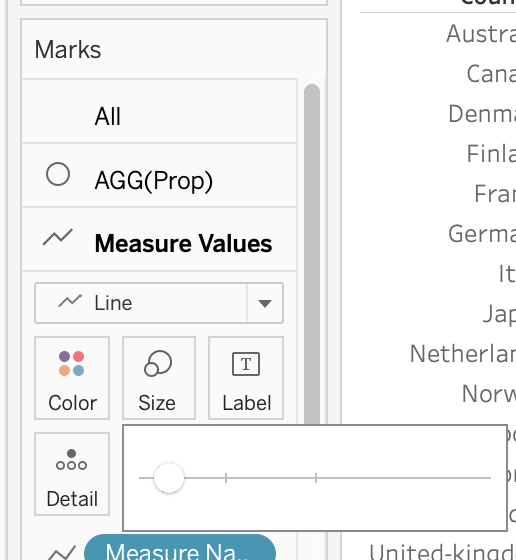 Marks
All
AGG(Prop)
Measure Values
Line
Color
Size
T
Label
Detail
Measure Na..
Austra
Cana
Denma
Finla
Fran
Germa
It
Jap
Netherlan
Norw
United-kingd